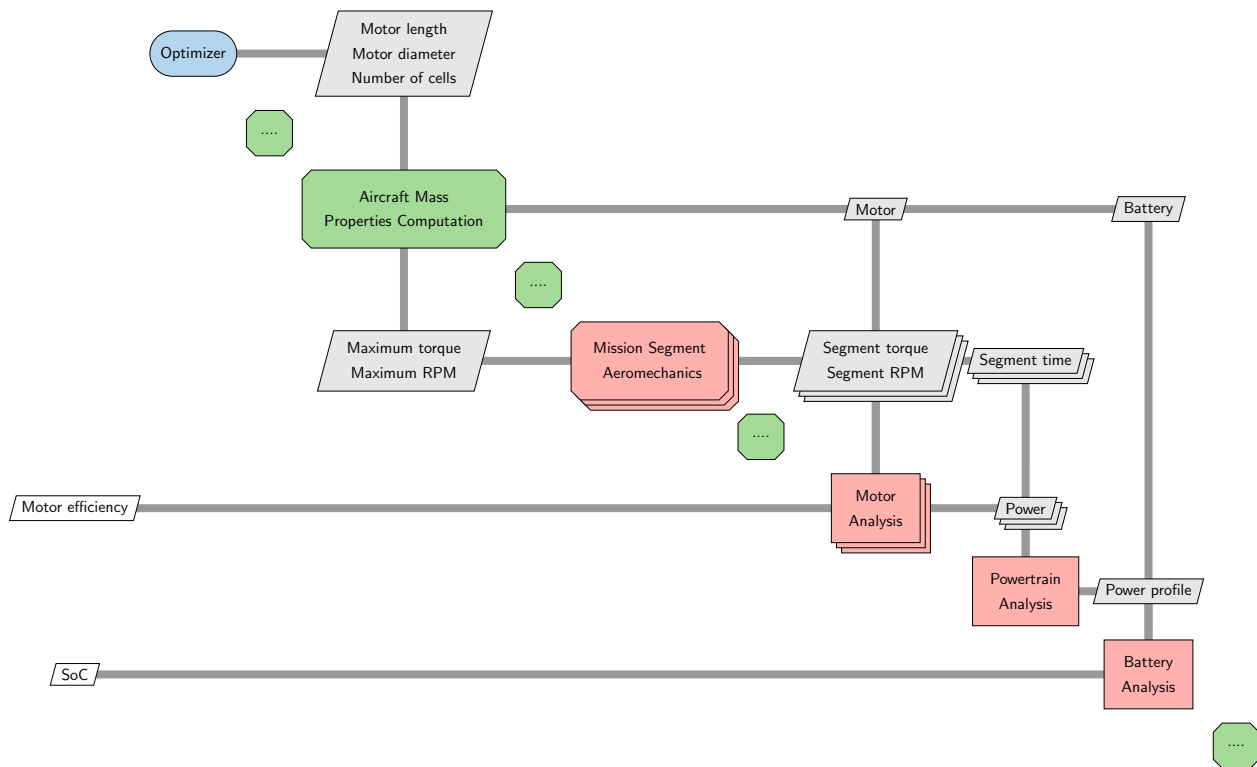 Optimizer
Motor length
Motor diameter
Number of cells
....
Aircraft Mass
Properties Computation
Motor
Battery
....
Maximum torque
Maximum RPM
Mission Segment
Aeromechanics
Segment torque
Segment RPM
Segment time
....
Motor efficiency
Motor
Analysis
Power
Powertrain
Analysis
Power profile
SoC
Battery
Analysis
....